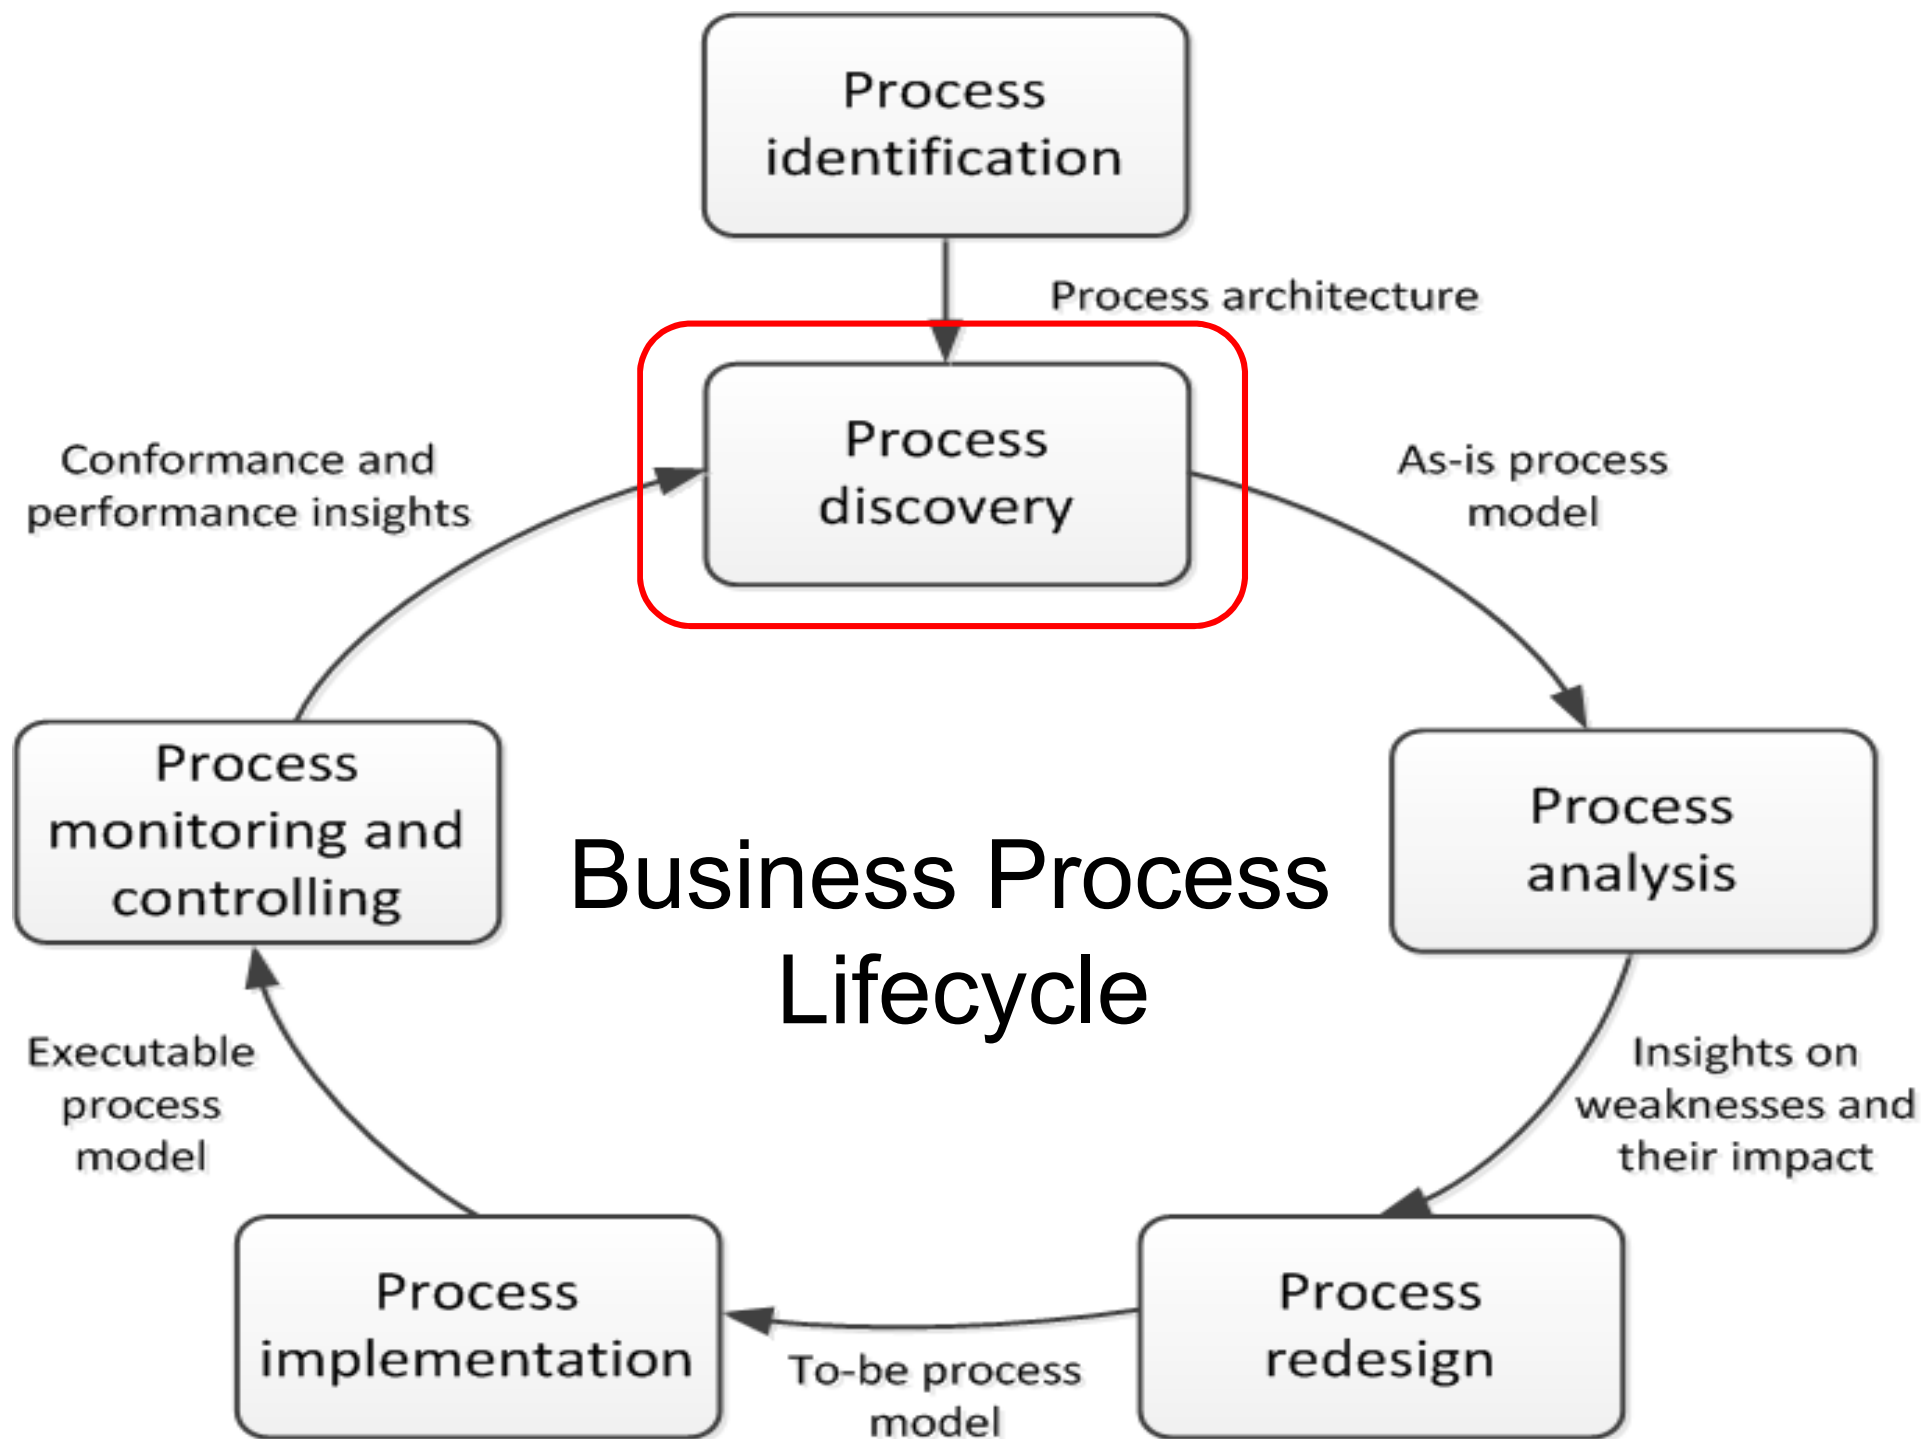 Process
identification
Process architecture
Process
discovery
Conformance and
performance insights
As-is process
model
Process
monitoring and
controlling
Process
analysis
Business Process
Lifecycle
Executable
process
model
Insights on
weaknesses and
their impact
Process
implementation
To-be process
model
Process
redesign